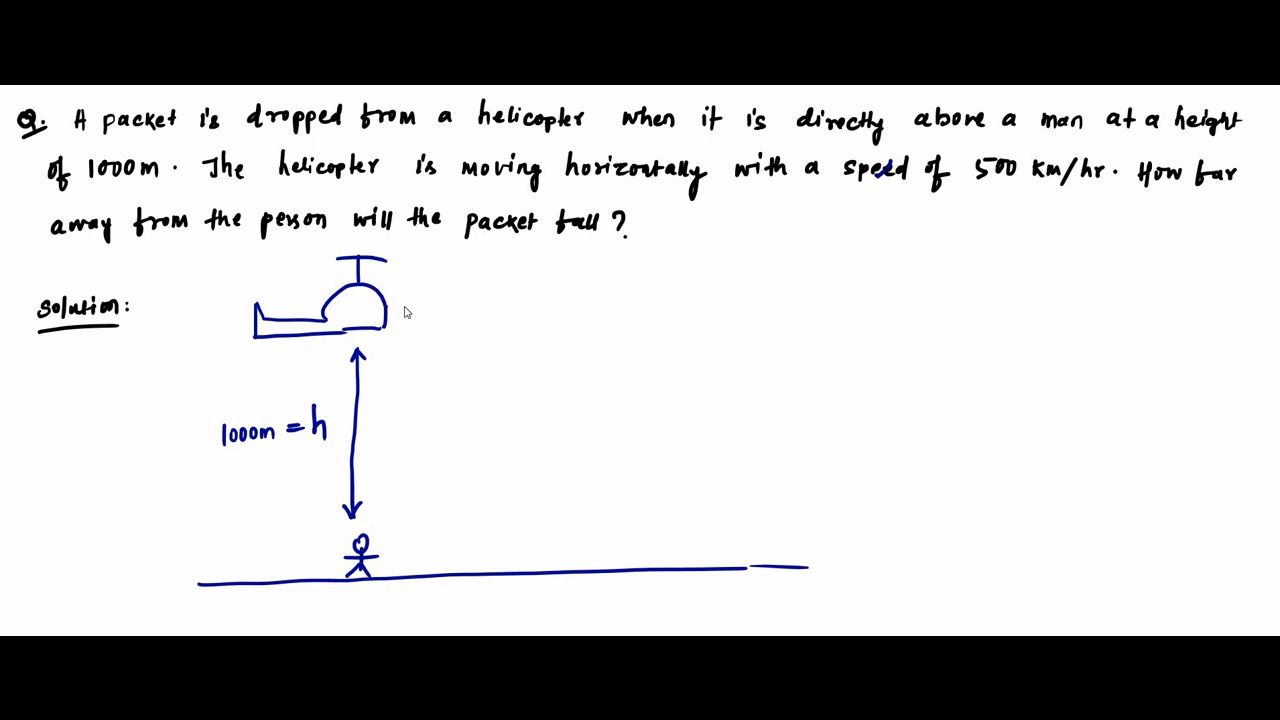 Q. A packet is dropped from a helicopter when it is directly above a man at a height
of 1000m. The helicopter is moving horizontally with a speed of 500 km/hr. How far
away from the person will the packet fall?
Solution:
1000m = h